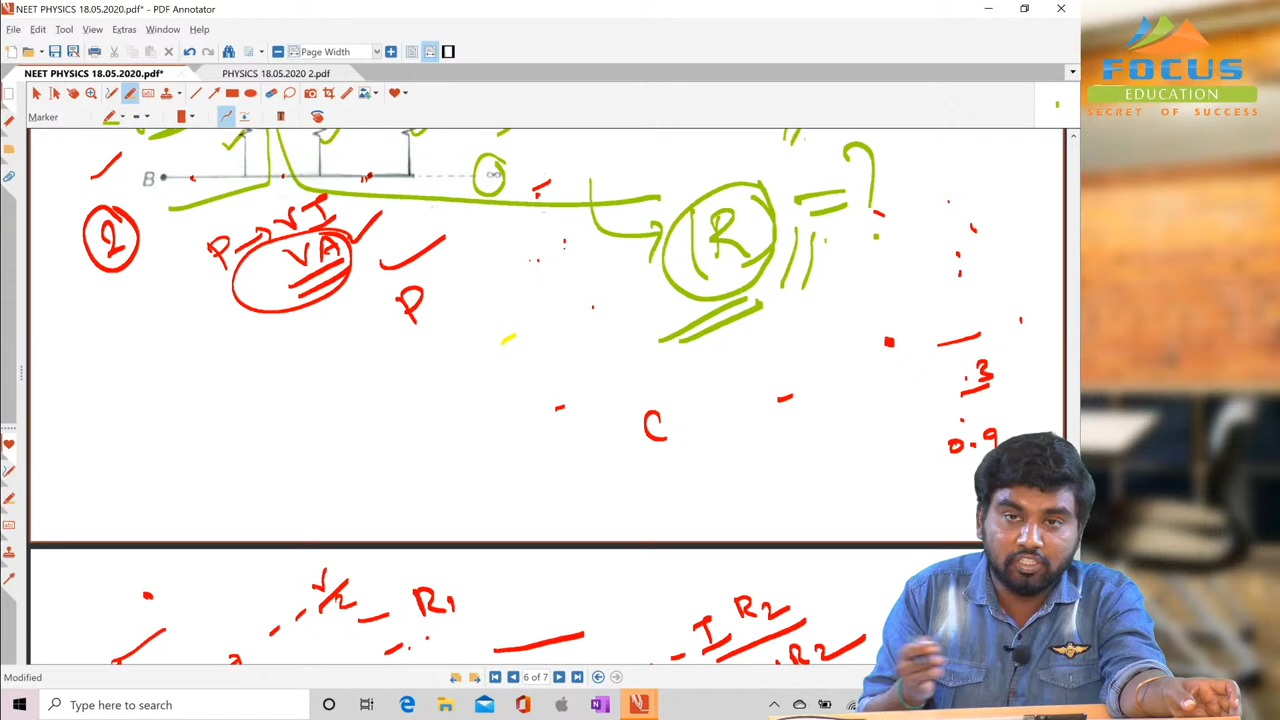 NEET PHYSICS 18.05.2020.pdf* - PDF Annotator
File Edit Tool View Extras Window Help
Page Width
NEET PHYSICS 18.05.2020.pdf* PHYSICS 18.05.2020 2.pdf
Marker
FOCUS
EDUCATION
SECRET OF SUCCESS
B ∞
2
P → VI
VA
P
R = ?
C
.3
0.9
V/2
R1
I R2
R2
Modified
6 of 7
Type here to search